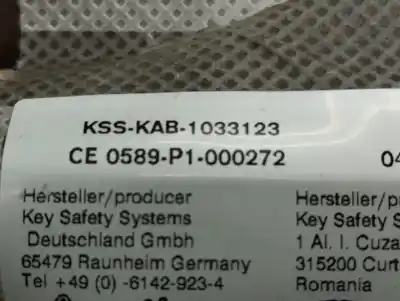 KSS-KAB-1033123
CE 0589-P1-000272
04
Hersteller/producer
Key Safety Systems
Deutschland Gmbh
65479 Raunheim Germany
Tel +49 (0) -6142-923-4
Hersteller/p
Key Safety S
1 Al. I. Cuza
315200 Curt
Romania